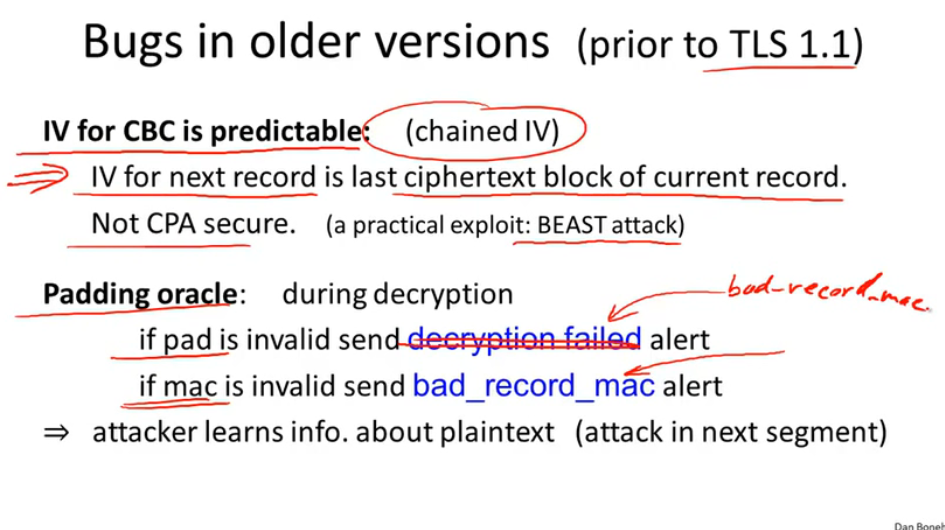 Bugs in older versions (prior to TLS 1.1)
IV for CBC is predictable: (chained IV)
IV for next record is last ciphertext block of current record.
Not CPA secure. (a practical exploit: BEAST attack)
bad_record_mac
Padding oracle: during decryption
if pad is invalid send decryption failed alert
if mac is invalid send bad_record_mac alert
⇒ attacker learns info. about plaintext (attack in next segment)
Dan Boneh